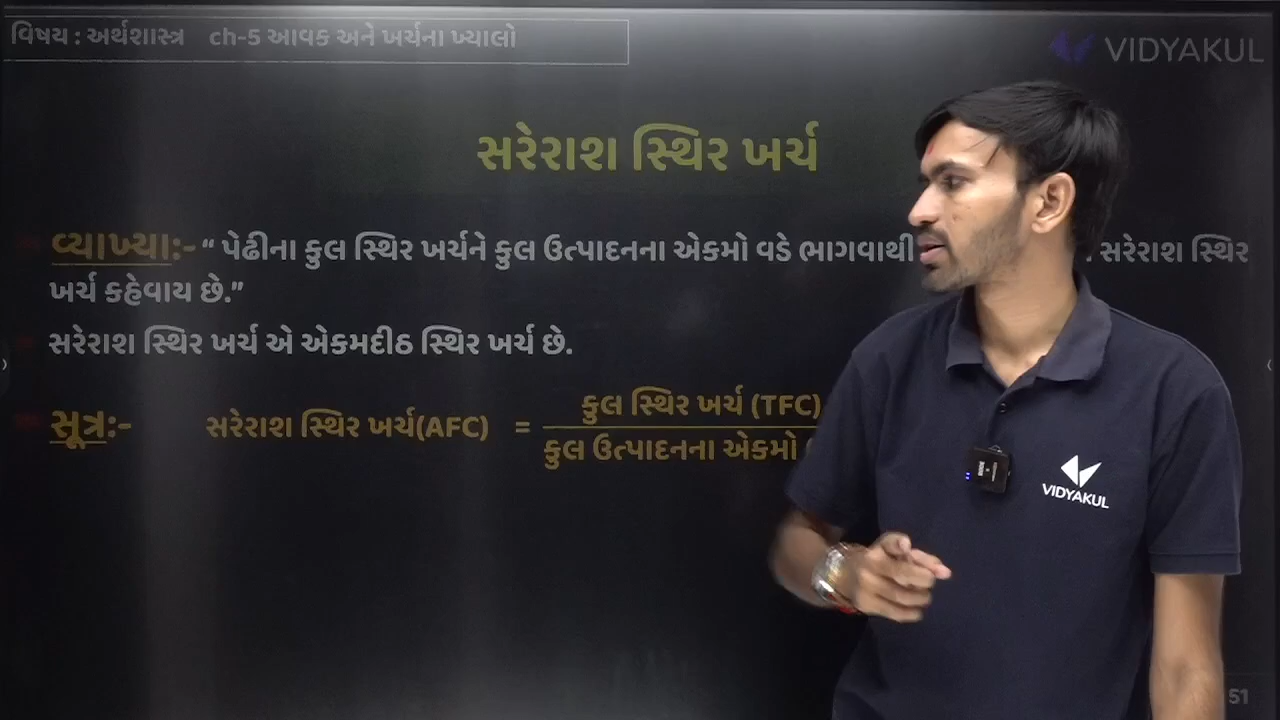 વિષય : અર્થશાસ્ત્ર ch-5 આવક અને ખર્ચના ખ્યાલો
VIDYAKUL
સરેરાશ સ્થિર ખર્ચ
વ્યાખ્યા:- “ પેઢીના કુલ સ્થિર ખર્ચને કુલ ઉત્પાદનના એકમો વડે ભાગવાથી સરેરાશ સ્થિર
ખર્ચ કહેવાય છે.”
સરેરાશ સ્થિર ખર્ચ એ એકમદીઠ સ્થિર ખર્ચ છે.
સૂત્ર:- સરેરાશ સ્થિર ખર્ચ(AFC) =
કુલ સ્થિર ખર્ચ (TFC)
કુલ ઉત્પાદનના એકમો
VIDYAKUL
51